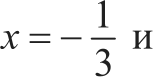 x = −1/3 и